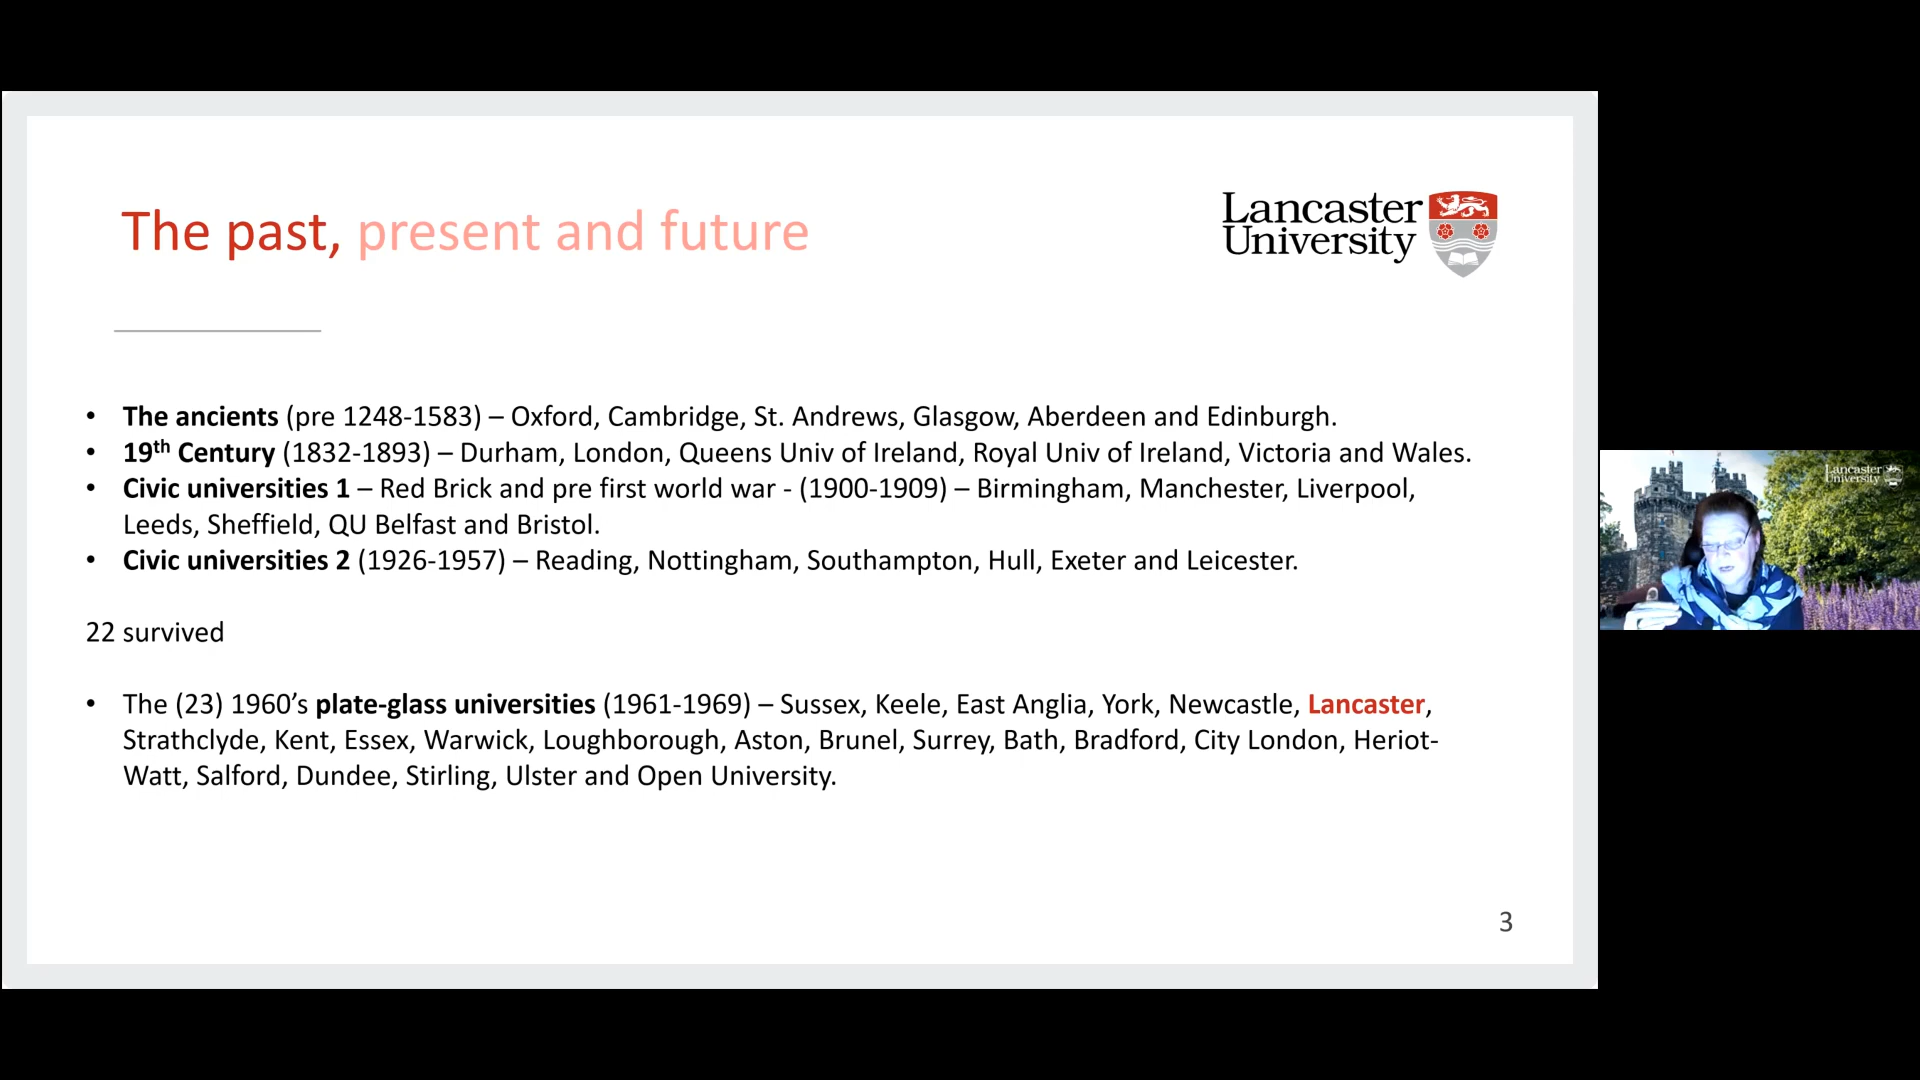 The past, present and future
Lancaster
University
• The ancients (pre 1248-1583) – Oxford, Cambridge, St. Andrews, Glasgow, Aberdeen and Edinburgh.
• 19th Century (1832-1893) – Durham, London, Queens Univ of Ireland, Royal Univ of Ireland, Victoria and Wales.
• Civic universities 1 – Red Brick and pre first world war - (1900-1909) – Birmingham, Manchester, Liverpool,
Leeds, Sheffield, QU Belfast and Bristol.
• Civic universities 2 (1926-1957) – Reading, Nottingham, Southampton, Hull, Exeter and Leicester.
22 survived
• The (23) 1960’s plate-glass universities (1961-1969) – Sussex, Keele, East Anglia, York, Newcastle, Lancaster,
Strathclyde, Kent, Essex, Warwick, Loughborough, Aston, Brunel, Surrey, Bath, Bradford, City London, Heriot-
Watt, Salford, Dundee, Stirling, Ulster and Open University.
3
Lancaster
University